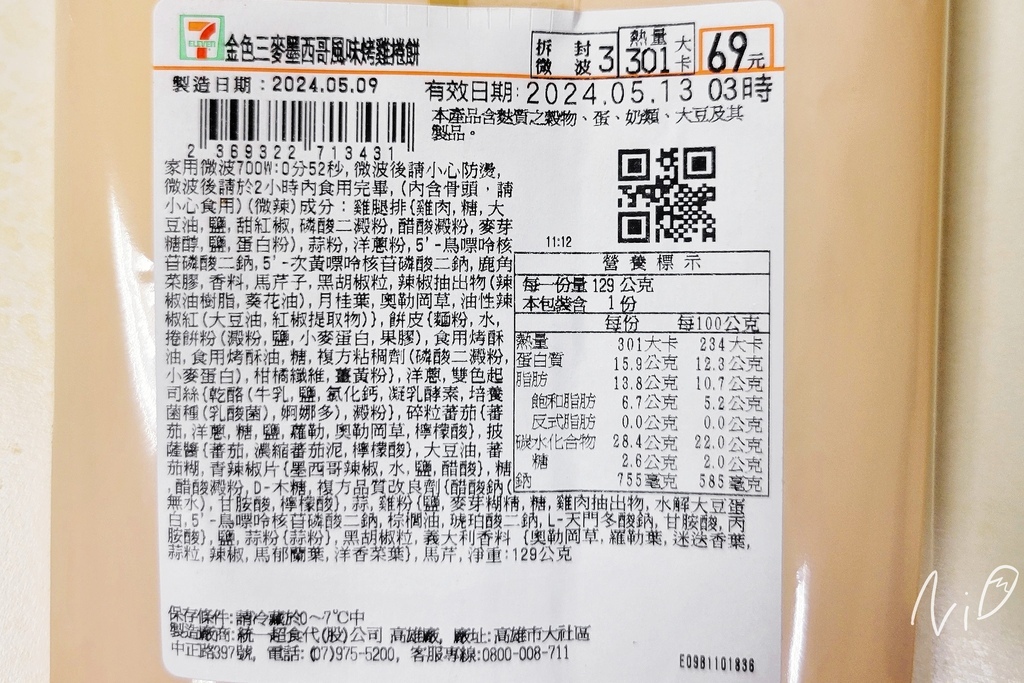 7
ELEVEN
金色三麥墨西哥風味烤雞捲餅
拆封微波 3
熱量 301 大卡
69元
製造日期：2024.05.09
有效日期：2024.05.13 03時
本產品含麩質之穀物、蛋、奶類、大豆及其
製品。
2 369322 713431
家用微波700W:0分52秒,微波後請小心防燙,
微波後請於2小時內食用完畢,(內含骨頭,請
小心食用)(微辣)成分：雞腿排{雞肉,糖,大
豆油,鹽,甜紅椒,磷酸二澱粉,醋酸澱粉,麥芽
糖醇,鹽,蛋白粉},蒜粉,洋蔥粉,5'-鳥嘌呤核
苷磷酸二鈉,5'-次黃嘌呤核苷磷酸二鈉,鹿角
菜膠,香料,馬芹子,黑胡椒粒,辣椒抽出物(辣
椒油樹脂,葵花油),月桂葉,奧勒岡草,油性辣
椒紅(大豆油,紅椒提取物)},餅皮{麵粉,水,
捲餅粉(澱粉,鹽,小麥蛋白,果膠),食用烤酥
油,食用烤酥油,糖,複方粘稠劑(磷酸二澱粉,
小麥蛋白),柑橘纖維,薑黃粉},洋蔥,雙色起
司絲{乾酪(牛乳,鹽,氯化鈣,凝乳酵素,培養
菌種(乳酸菌),婀娜多),澱粉},碎粒蕃茄{蕃
茄,洋蔥,糖,鹽,蘿勒,奧勒岡草,檸檬酸},披
薩醬{蕃茄,濃縮蕃茄泥,檸檬酸},大豆油,蕃
茄糊,青辣椒片{墨西哥辣椒,水,鹽,醋酸},糖
,醋酸澱粉,D-木糖,複方品質改良劑{醋酸鈉(
無水),甘胺酸,檸檬酸},蒜,雞粉{鹽,麥芽糊精,糖,雞肉抽出物,水解大豆蛋
白,5'-鳥嘌呤核苷磷酸二鈉,棕櫚油,琥珀酸二鈉,L-天門冬酸鈉,甘胺酸,丙
胺酸},鹽,蒜粉{蒜粉},黑胡椒粒,義大利香料 {奧勒岡草,羅勒葉,迷迭香葉,
蒜粒,辣椒,馬郁蘭葉,洋香菜葉},馬芹,淨重:129公克
11:12
營養標示
每一份量 129 公克
本包裝含 1 份
每份 每100公克
熱量 301大卡 234大卡
蛋白質 15.9公克 12.3公克
脂肪 13.8公克 10.7公克
飽和脂肪 6.7公克 5.2公克
反式脂肪 0.0公克 0.0公克
碳水化合物 28.4公克 22.0公克
糖 2.6公克 2.0公克
鈉 755毫克 585毫克
保存條件:請冷藏於0～7℃中
製造廠商:統一超食代(股)公司 高雄廠, 廠址:高雄市大社區
中正路397號, 電話:(07)975-5200, 客服專線:0800-008-711
E09B1101836
NiD